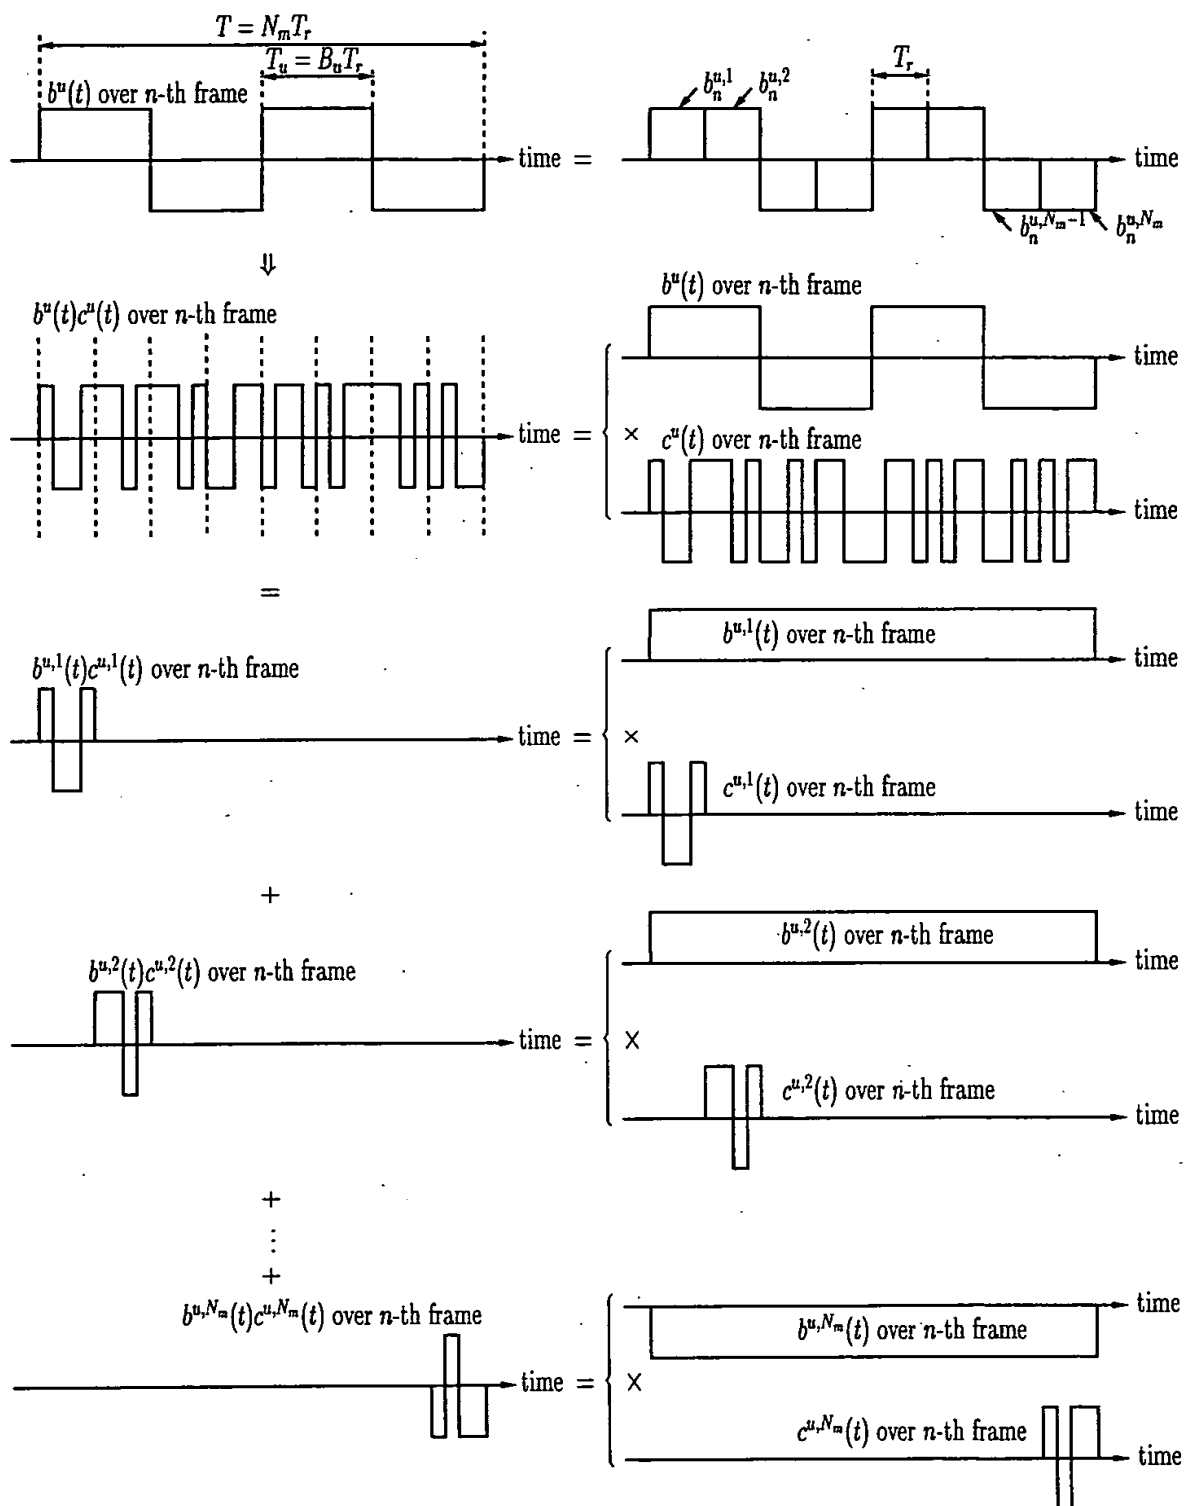 T = N_m T_r
T_u = B_u T_r
b^u(t) over n-th frame
time =
T_r
b_n^{u,1} b_n^{u,2}
time
b_n^{u,N_m-1} b_n^{u,N_m}
⇓
b^u(t)c^u(t) over n-th frame
time =
b^u(t) over n-th frame
time
×
c^u(t) over n-th frame
time
=
b^{u,1}(t)c^{u,1}(t) over n-th frame
time =
b^{u,1}(t) over n-th frame
time
×
c^{u,1}(t) over n-th frame
time
+
b^{u,2}(t)c^{u,2}(t) over n-th frame
time =
b^{u,2}(t) over n-th frame
time
×
c^{u,2}(t) over n-th frame
time
+
⋮
+
b^{u,N_m}(t)c^{u,N_m}(t) over n-th frame
time =
time
b^{u,N_m}(t) over n-th frame
×
c^{u,N_m}(t) over n-th frame
time